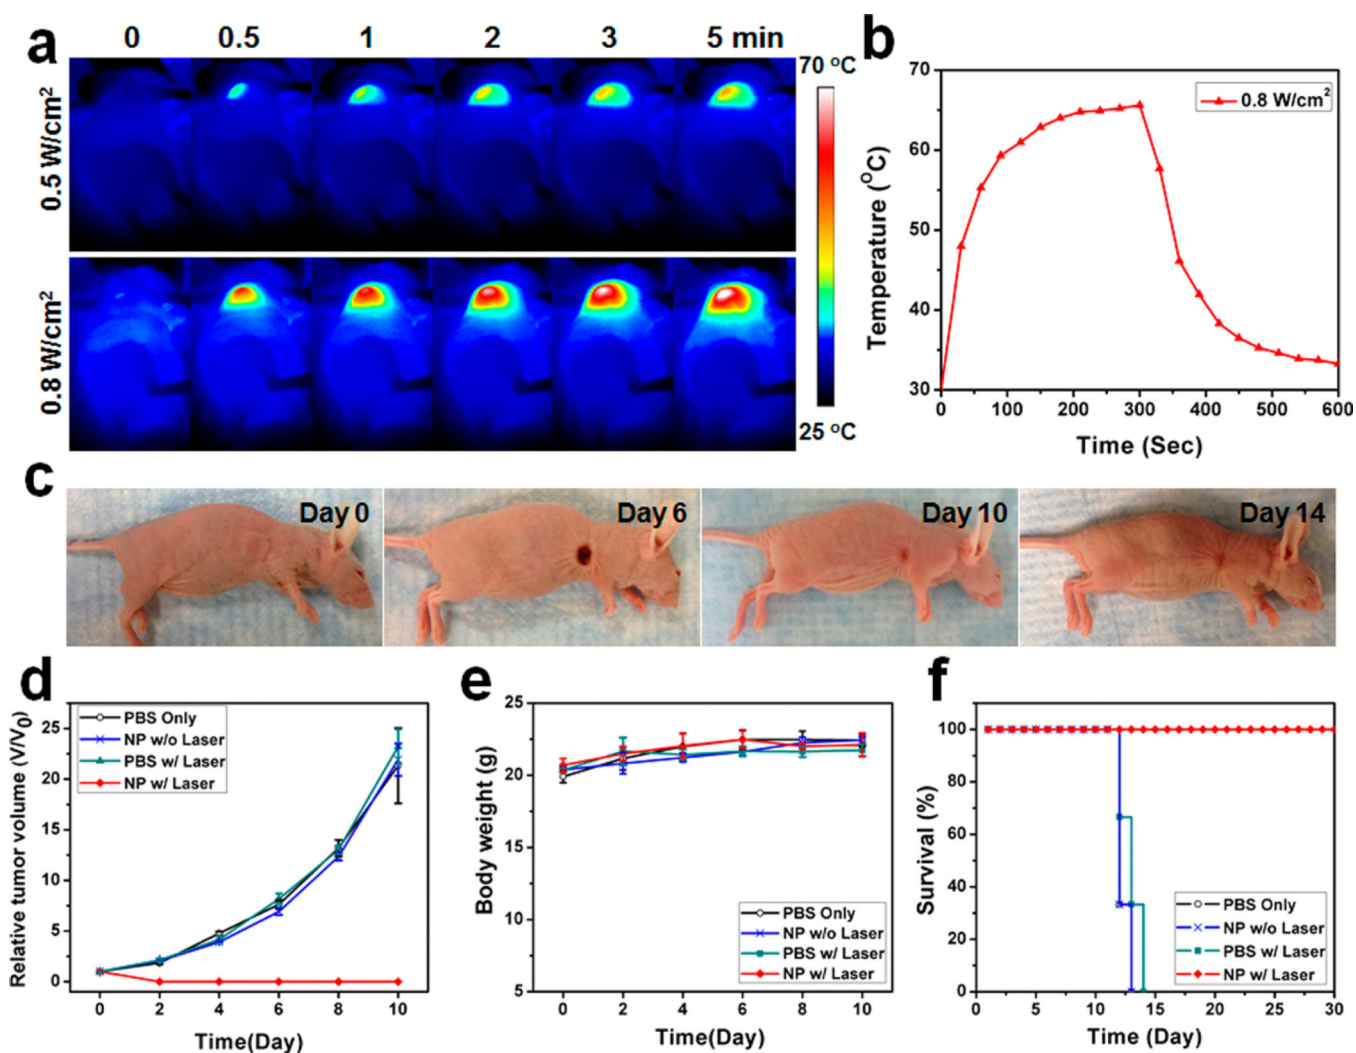 a
0 0.5 1 2 3 5 min
0.5 W/cm²
0.8 W/cm²
70 °C
25 °C
b
Temperature (°C)
70
60
50
40
30
0 100 200 300 400 500 600
Time (Sec)
0.8 W/cm²
c
Day 0
Day 6
Day 10
Day 14
d
Relative tumor volume (V/V₀)
25
20
15
10
5
0
0 2 4 6 8 10
Time(Day)
PBS Only
NP w/o Laser
PBS w/ Laser
NP w/ Laser
e
Body weight (g)
25
20
15
10
5
0 2 4 6 8 10
Time(Day)
PBS Only
NP w/o Laser
PBS w/ Laser
NP w/ Laser
f
Survival (%)
100
80
60
40
20
0
0 5 10 15 20 25 30
Time (Day)
PBS Only
NP w/o Laser
PBS w/ Laser
NP w/ Laser